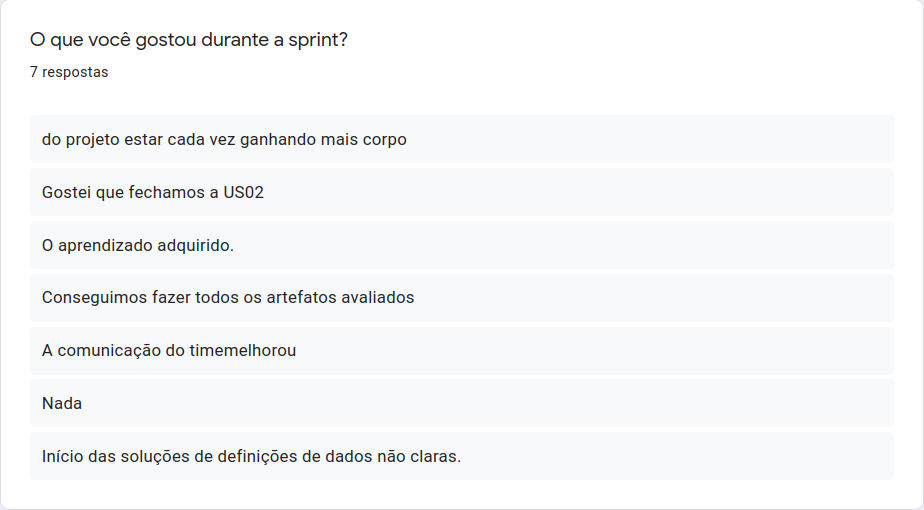 O que você gostou durante a sprint?
7 respostas
do projeto estar cada vez ganhando mais corpo
Gostei que fechamos a US02
O aprendizado adquirido.
Conseguimos fazer todos os artefatos avaliados
A comunicação do timemelhorou
Nada
Início das soluções de definições de dados não claras.